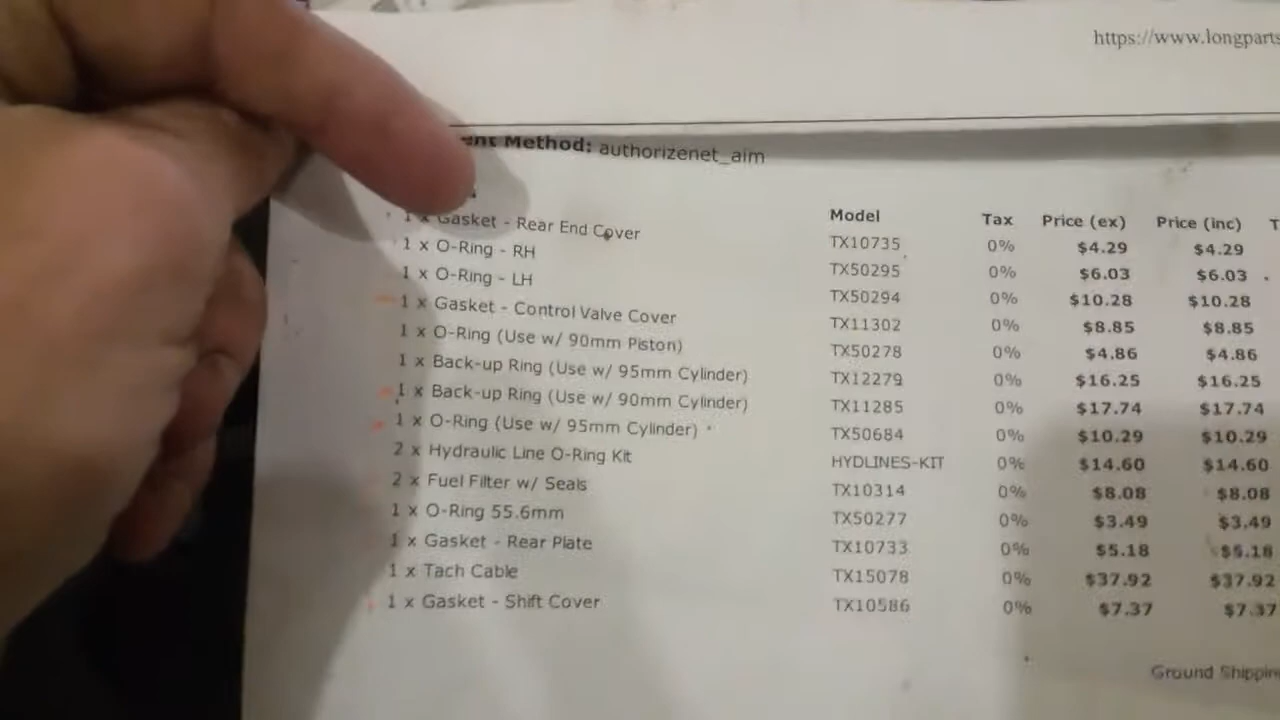 https://www.longparts
Method: authorizenet_aim
Model Tax Price (ex) Price (inc) T
1 x Gasket - Rear End Cover TX10735 0% $4.29 $4.29
1 x O-Ring - RH TX50295 0% $6.03 $6.03
1 x O-Ring - LH TX50294 0% $10.28 $10.28
1 x Gasket - Control Valve Cover TX11302 0% $8.85 $8.85
1 x O-Ring (Use w/ 90mm Piston) TX50278 0% $4.86 $4.86
1 x Back-up Ring (Use w/ 95mm Cylinder) TX12279 0% $16.25 $16.25
1 x Back-up Ring (Use w/ 90mm Cylinder) TX11285 0% $17.74 $17.74
1 x O-Ring (Use w/ 95mm Cylinder) TX50684 0% $10.29 $10.29
2 x Hydraulic Line O-Ring Kit HYDLINES-KIT 0% $14.60 $14.60
2 x Fuel Filter w/ Seals TX10314 0% $8.08 $8.08
1 x O-Ring 55.6mm TX50277 0% $3.49 $3.49
1 x Gasket - Rear Plate TX10733 0% $5.18 $5.18
1 x Tach Cable TX15078 0% $37.92 $37.92
1 x Gasket - Shift Cover TX10586 0% $7.37 $7.37
Ground Shippin